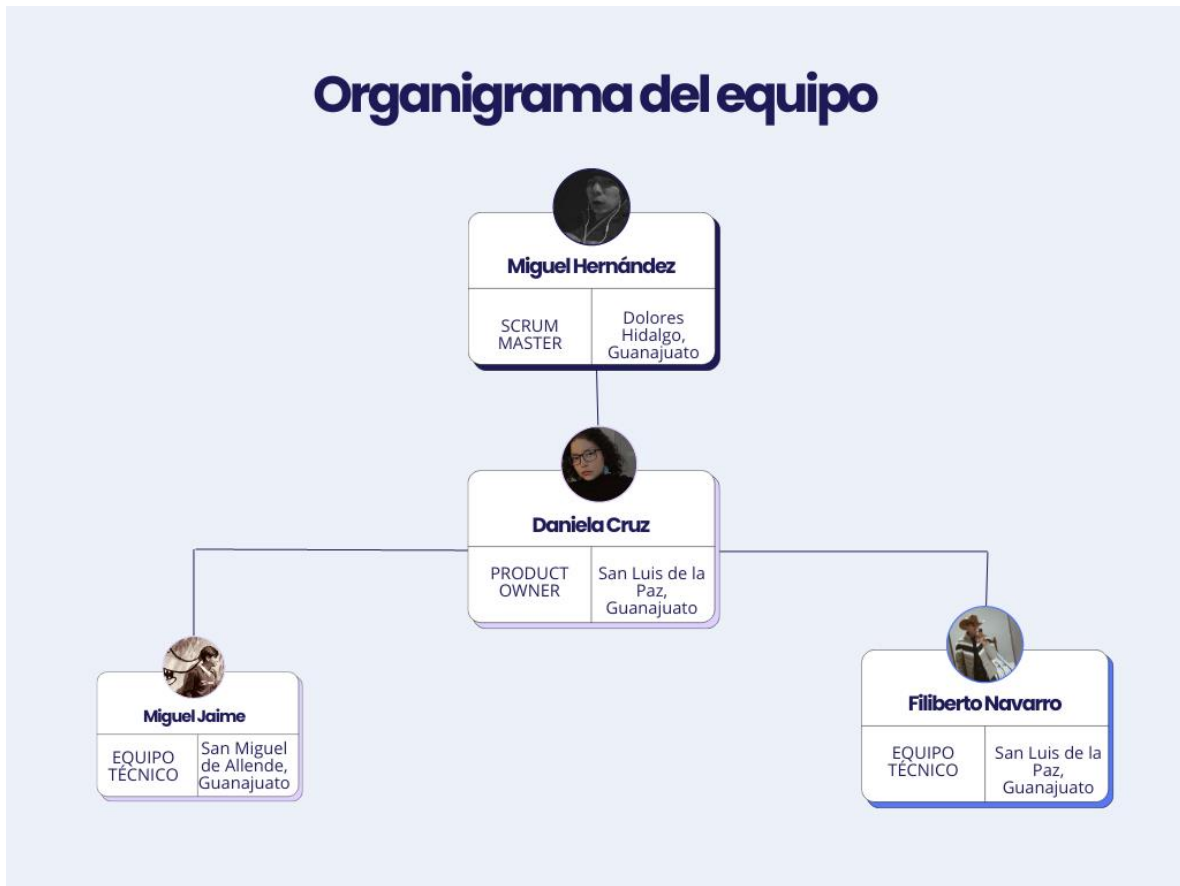 Organigrama del equipo
Miguel Hernández
SCRUM
MASTER
Dolores
Hidalgo,
Guanajuato
Daniela Cruz
PRODUCT
OWNER
San Luis de la
Paz,
Guanajuato
Miguel Jaime
EQUIPO
TÉCNICO
San Miguel
de Allende,
Guanajuato
Filiberto Navarro
EQUIPO
TÉCNICO
San Luis de la
Paz,
Guanajuato